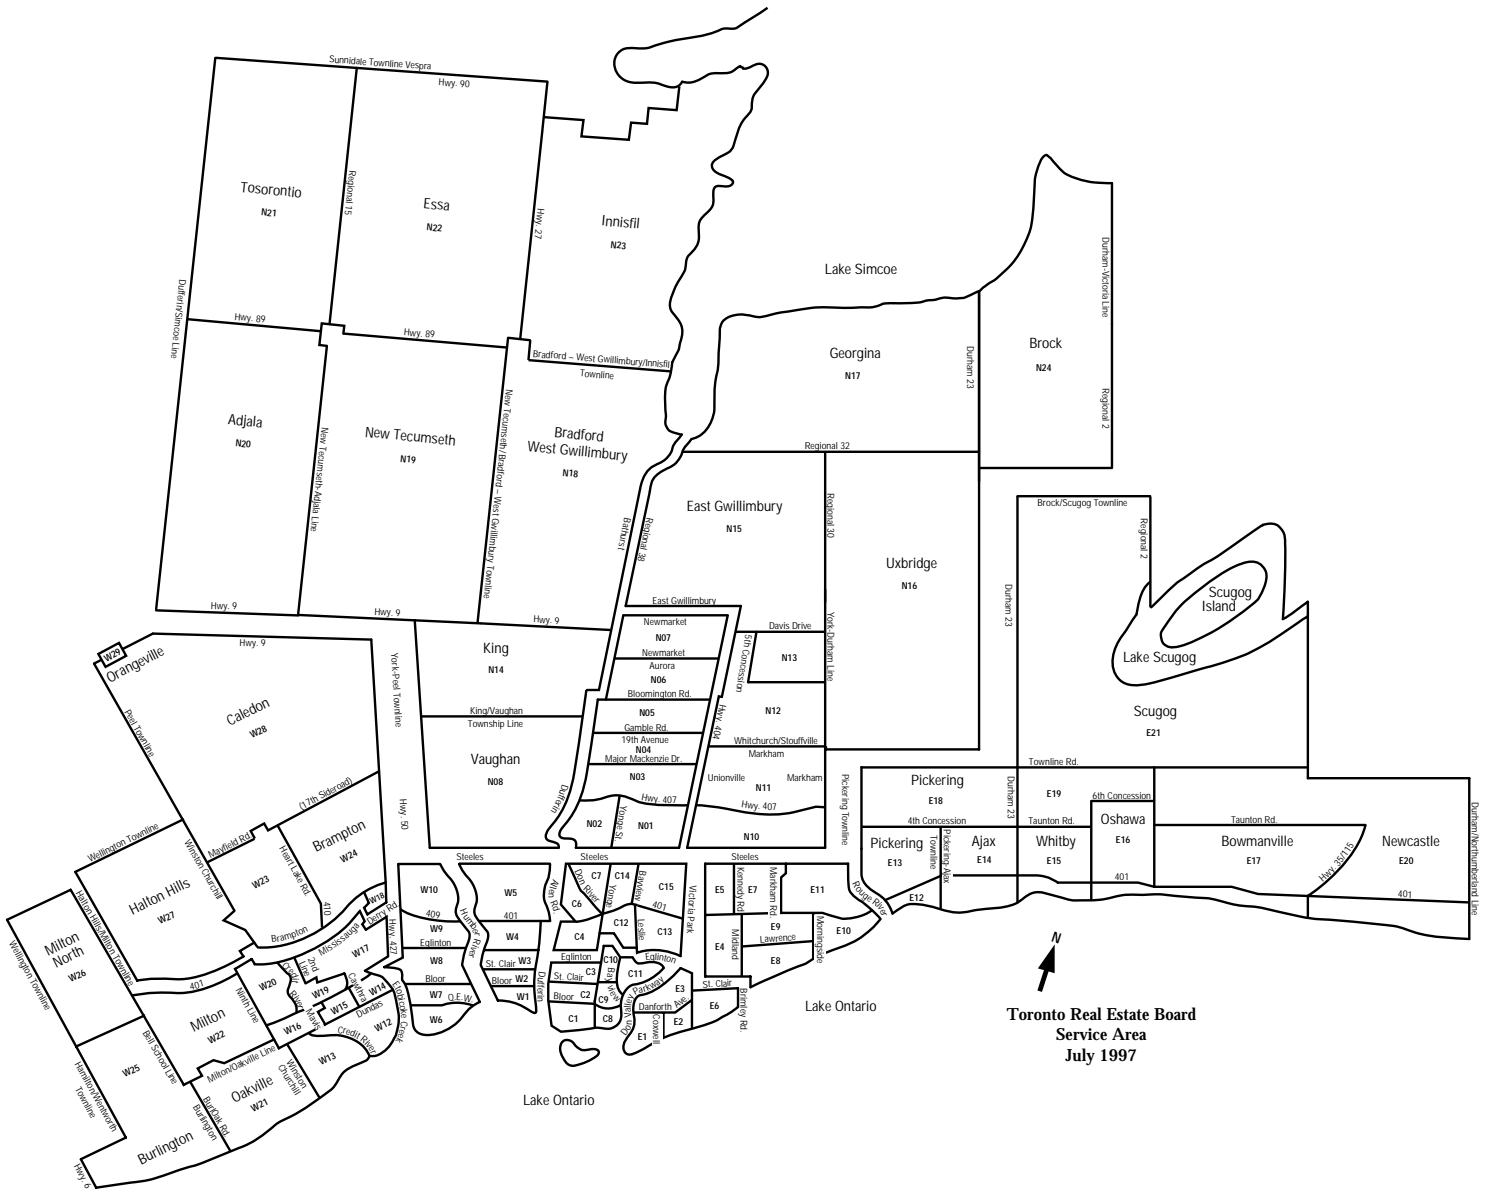 Sunnidale Townline Vespra
Hwy. 90
Tosorontio
N21
Regional 15
Essa
N22
Hwy. 27
Innisfil
N23
Lake Simcoe
Dufferin/Simcoe Line
Hwy. 89
Hwy. 89
Bradford – West Gwillimbury/Innisfil
Townline
Georgina
N17
Durham 23
Brock
N24
Durham-Victoria Line
Regional 2
Adjala
N20
New Tecumseth-Adjala Line
New Tecumseth
N19
New Tecumseth/Bradford – West Gwillimbury Townline
Bradford
West Gwillimbury
N18
Bathurst
Regional 38
Regional 32
East Gwillimbury
N15
Regional 30
Uxbridge
N16
Durham 23
Brock/Scugog Townline
Regional 2
Scugog
Island
Lake Scugog
Scugog
E21
Hwy. 9
Hwy. 9
Hwy. 9
Hwy. 9
East Gwillimbury
Newmarket
N07
Newmarket
Aurora
N06
Bloomington Rd.
N05
Gamble Rd.
19th Avenue
N04
Major Mackenzie Dr.
N03
Hwy. 407
N02
Yonge St.
N01
Davis Drive
5th Concession
N13
York-Durham Line
N12
Hwy. 404
Whitchurch/Stouffville
Markham
Unionville
Markham
N11
Hwy. 407
N10
King
N14
King/Vaughan
Township Line
Vaughan
N08
Dufferin
York-Peel Townline
Hwy. 50
W29
Orangeville
Peel Townline
Caledon
W28
(17th Sideroad)
Mayfield Rd.
Wellington Townline
Winston Churchill
Heart Lake Rd.
Brampton
W24
W23
410
Halton Hills
W27
Halton Hills/Milton Townline
Milton
North
W26
Wellington Townline
Brampton
Mississauga
W18
Derry Rd.
Hwy. 427
W17
2nd
Line
Credit
River
W19
Cawthra
W14
W15
Mavis
Dundas
W20
W16
401
Ninth Line
Milton
W22
Bell School Line
Milton/Oakville Line
W25
Hamilton/Wentworth
Townline
Oakville
W21
Winston
Churchill
W13
Credit River
W12
Etobicoke Creek
Burl/Oak Rd.
Burlington
Burlington
Hwy. 6
Steeles
W10
409
W9
Eglinton
W8
Bloor
W7
Q.E.W.
W6
Humber River
W5
401
W4
St. Clair
W3
Bloor
W2
W1
Allen Rd
Dufferin
Steeles
Don River
C7
C6
C14
Yonge
Bayview
C15
401
C12
Leslie
C13
C4
Victoria Park
Eglinton
C10
Eglinton
St. Clair
C3
C11
Bay
View
Bloor
C2
C9
C1
C8
Don Valley
Parkway
E3
Danforth Ave
Coxwell
E1
E2
St. Clair
E6
Brimley Rd.
Steeles
E5
Kennedy Rd
E7
Markham Rd.
E11
Rouge River
E4
Midland
E9
Lawrence
E8
Morningside
E10
Pickering Townline
Pickering
E18
4th Concession
Pickering
E13
Pickering-Ajax
Townline
E12
Townline Rd.
Durham 23
E19
6th Concession
Taunton Rd.
Ajax
E14
Whitby
E15
Oshawa
E16
401
Taunton Rd.
Bowmanville
E17
Hwy. 35/115
Newcastle
E20
401
Durham/Northumberland Line
N
Lake Ontario
Lake Ontario
Toronto Real Estate Board
Service Area
July 1997